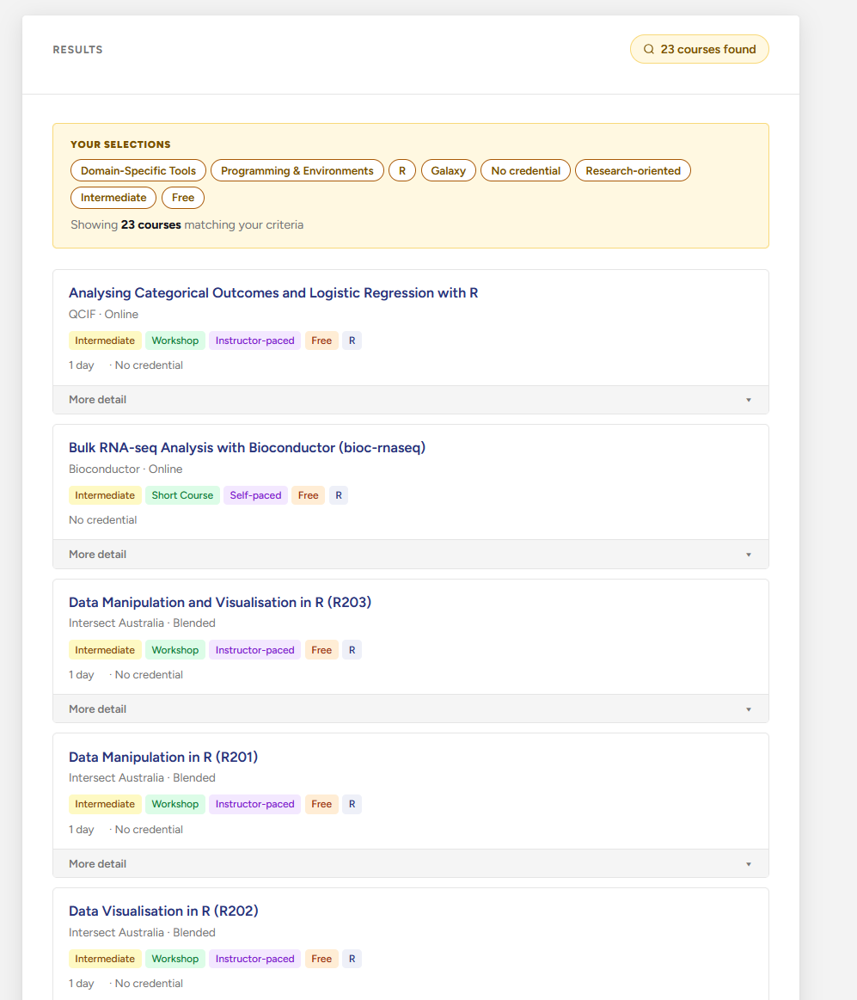 RESULTS
23 courses found
YOUR SELECTIONS
Domain-Specific Tools Programming & Environments R Galaxy No credential Research-oriented
Intermediate Free
Showing 23 courses matching your criteria
Analysing Categorical Outcomes and Logistic Regression with R
QCIF · Online
Intermediate Workshop Instructor-paced Free R
1 day · No credential
More detail
Bulk RNA-seq Analysis with Bioconductor (bioc-rnaseq)
Bioconductor · Online
Intermediate Short Course Self-paced Free R
No credential
More detail
Data Manipulation and Visualisation in R (R203)
Intersect Australia · Blended
Intermediate Workshop Instructor-paced Free R
1 day · No credential
More detail
Data Manipulation in R (R201)
Intersect Australia · Blended
Intermediate Workshop Instructor-paced Free R
1 day · No credential
More detail
Data Visualisation in R (R202)
Intersect Australia · Blended
Intermediate Workshop Instructor-paced Free R
1 day · No credential